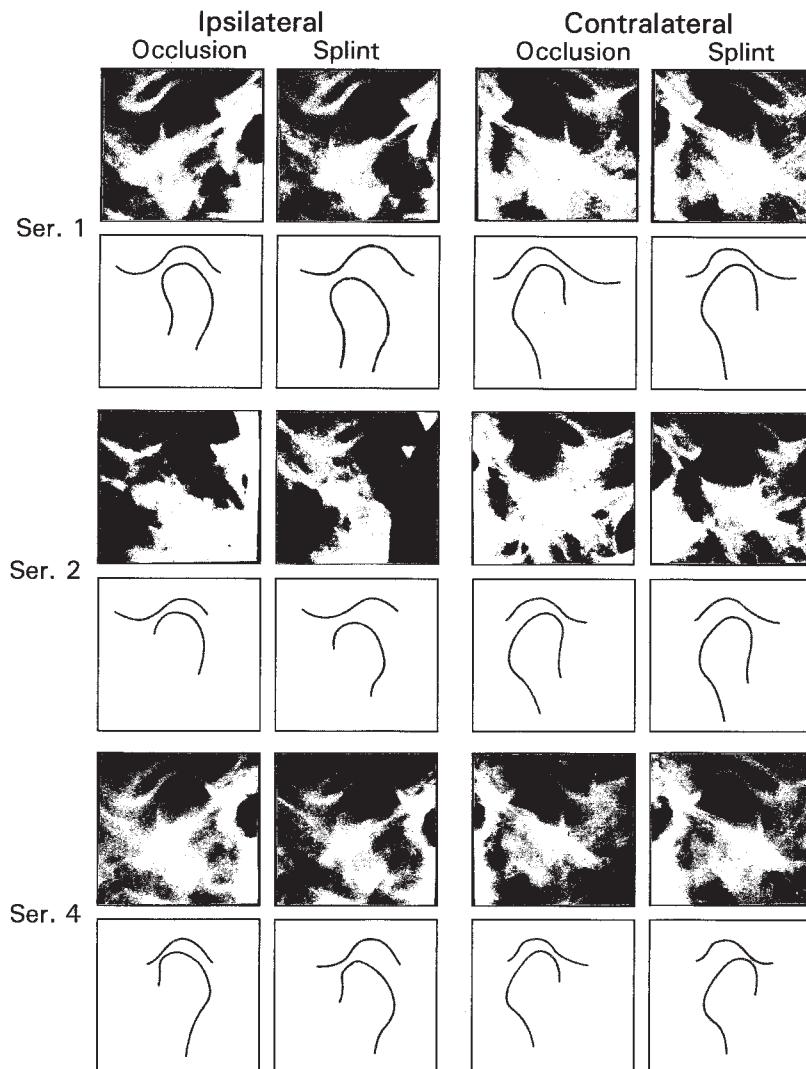 Ipsilateral Contralateral
Occlusion Splint Occlusion Splint
Ser. 1
Ser. 2
Ser. 4